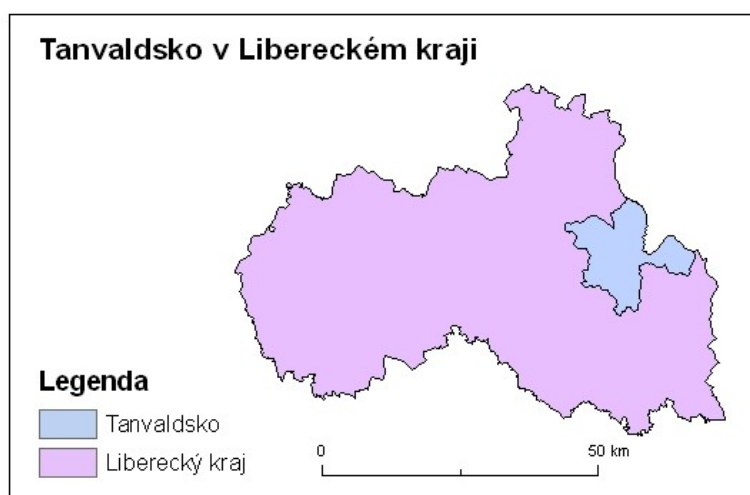 Tanvaldsko v Libereckém kraji
Legenda
Tanvaldsko
Liberecký kraj
0 50 km